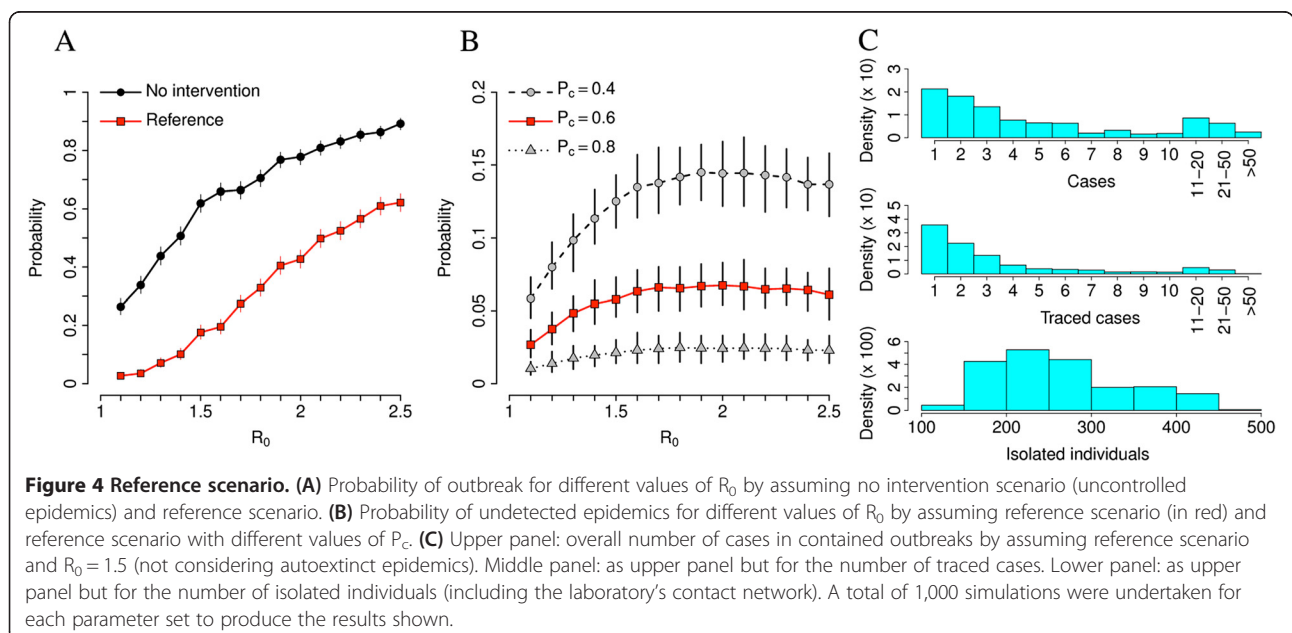 A
B
C
No intervention
Reference
Probability
0
0.2
0.4
0.6
0.8
1
1
1.5
2
2.5
R0
P_c = 0.4
P_c = 0.6
P_c = 0.8
Probability
0
0.05
0.1
0.15
0.2
1
1.5
2
2.5
R0
Density (x 10)
0
1
2
3
1 2 3 4 5 6 7 8 9 10 11−20 21−50 >50
Cases
Density (x 10)
0 1 2 3 4 5
1 2 3 4 5 6 7 8 9 10 11−20 21−50 >50
Traced cases
Density (x 100)
0 2 4 6
100 200 300 400 500
Isolated individuals
Figure 4 Reference scenario. (A) Probability of outbreak for different values of R0 by assuming no intervention scenario (uncontrolled
epidemics) and reference scenario. (B) Probability of undetected epidemics for different values of R0 by assuming reference scenario (in red) and
reference scenario with different values of Pc. (C) Upper panel: overall number of cases in contained outbreaks by assuming reference scenario
and R0 = 1.5 (not considering autoextinct epidemics). Middle panel: as upper panel but for the number of traced cases. Lower panel: as upper
panel but for the number of isolated individuals (including the laboratory's contact network). A total of 1,000 simulations were undertaken for
each parameter set to produce the results shown.